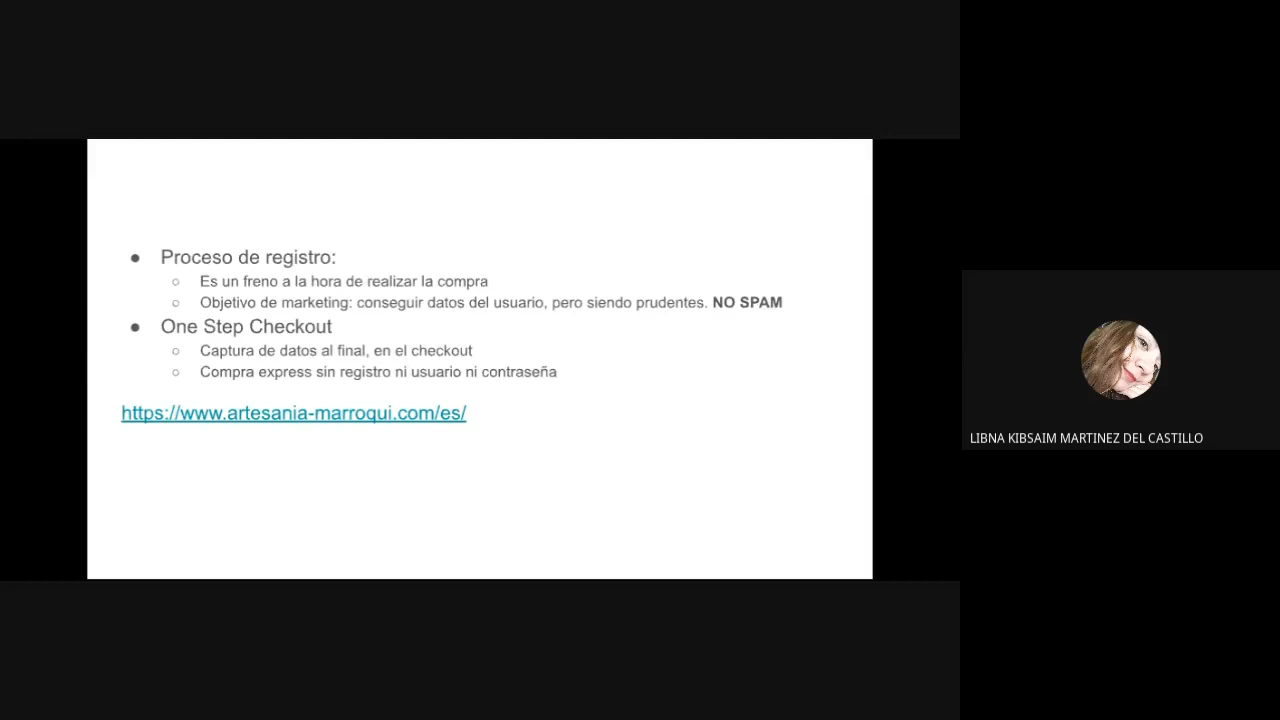 ● Proceso de registro:
○ Es un freno a la hora de realizar la compra
○ Objetivo de marketing: conseguir datos del usuario, pero siendo prudentes. NO SPAM
● One Step Checkout
○ Captura de datos al final, en el checkout
○ Compra express sin registro ni usuario ni contraseña
https://www.artesania-marroqui.com/es/
LIBNA KIBSAIM MARTINEZ DEL CASTILLO